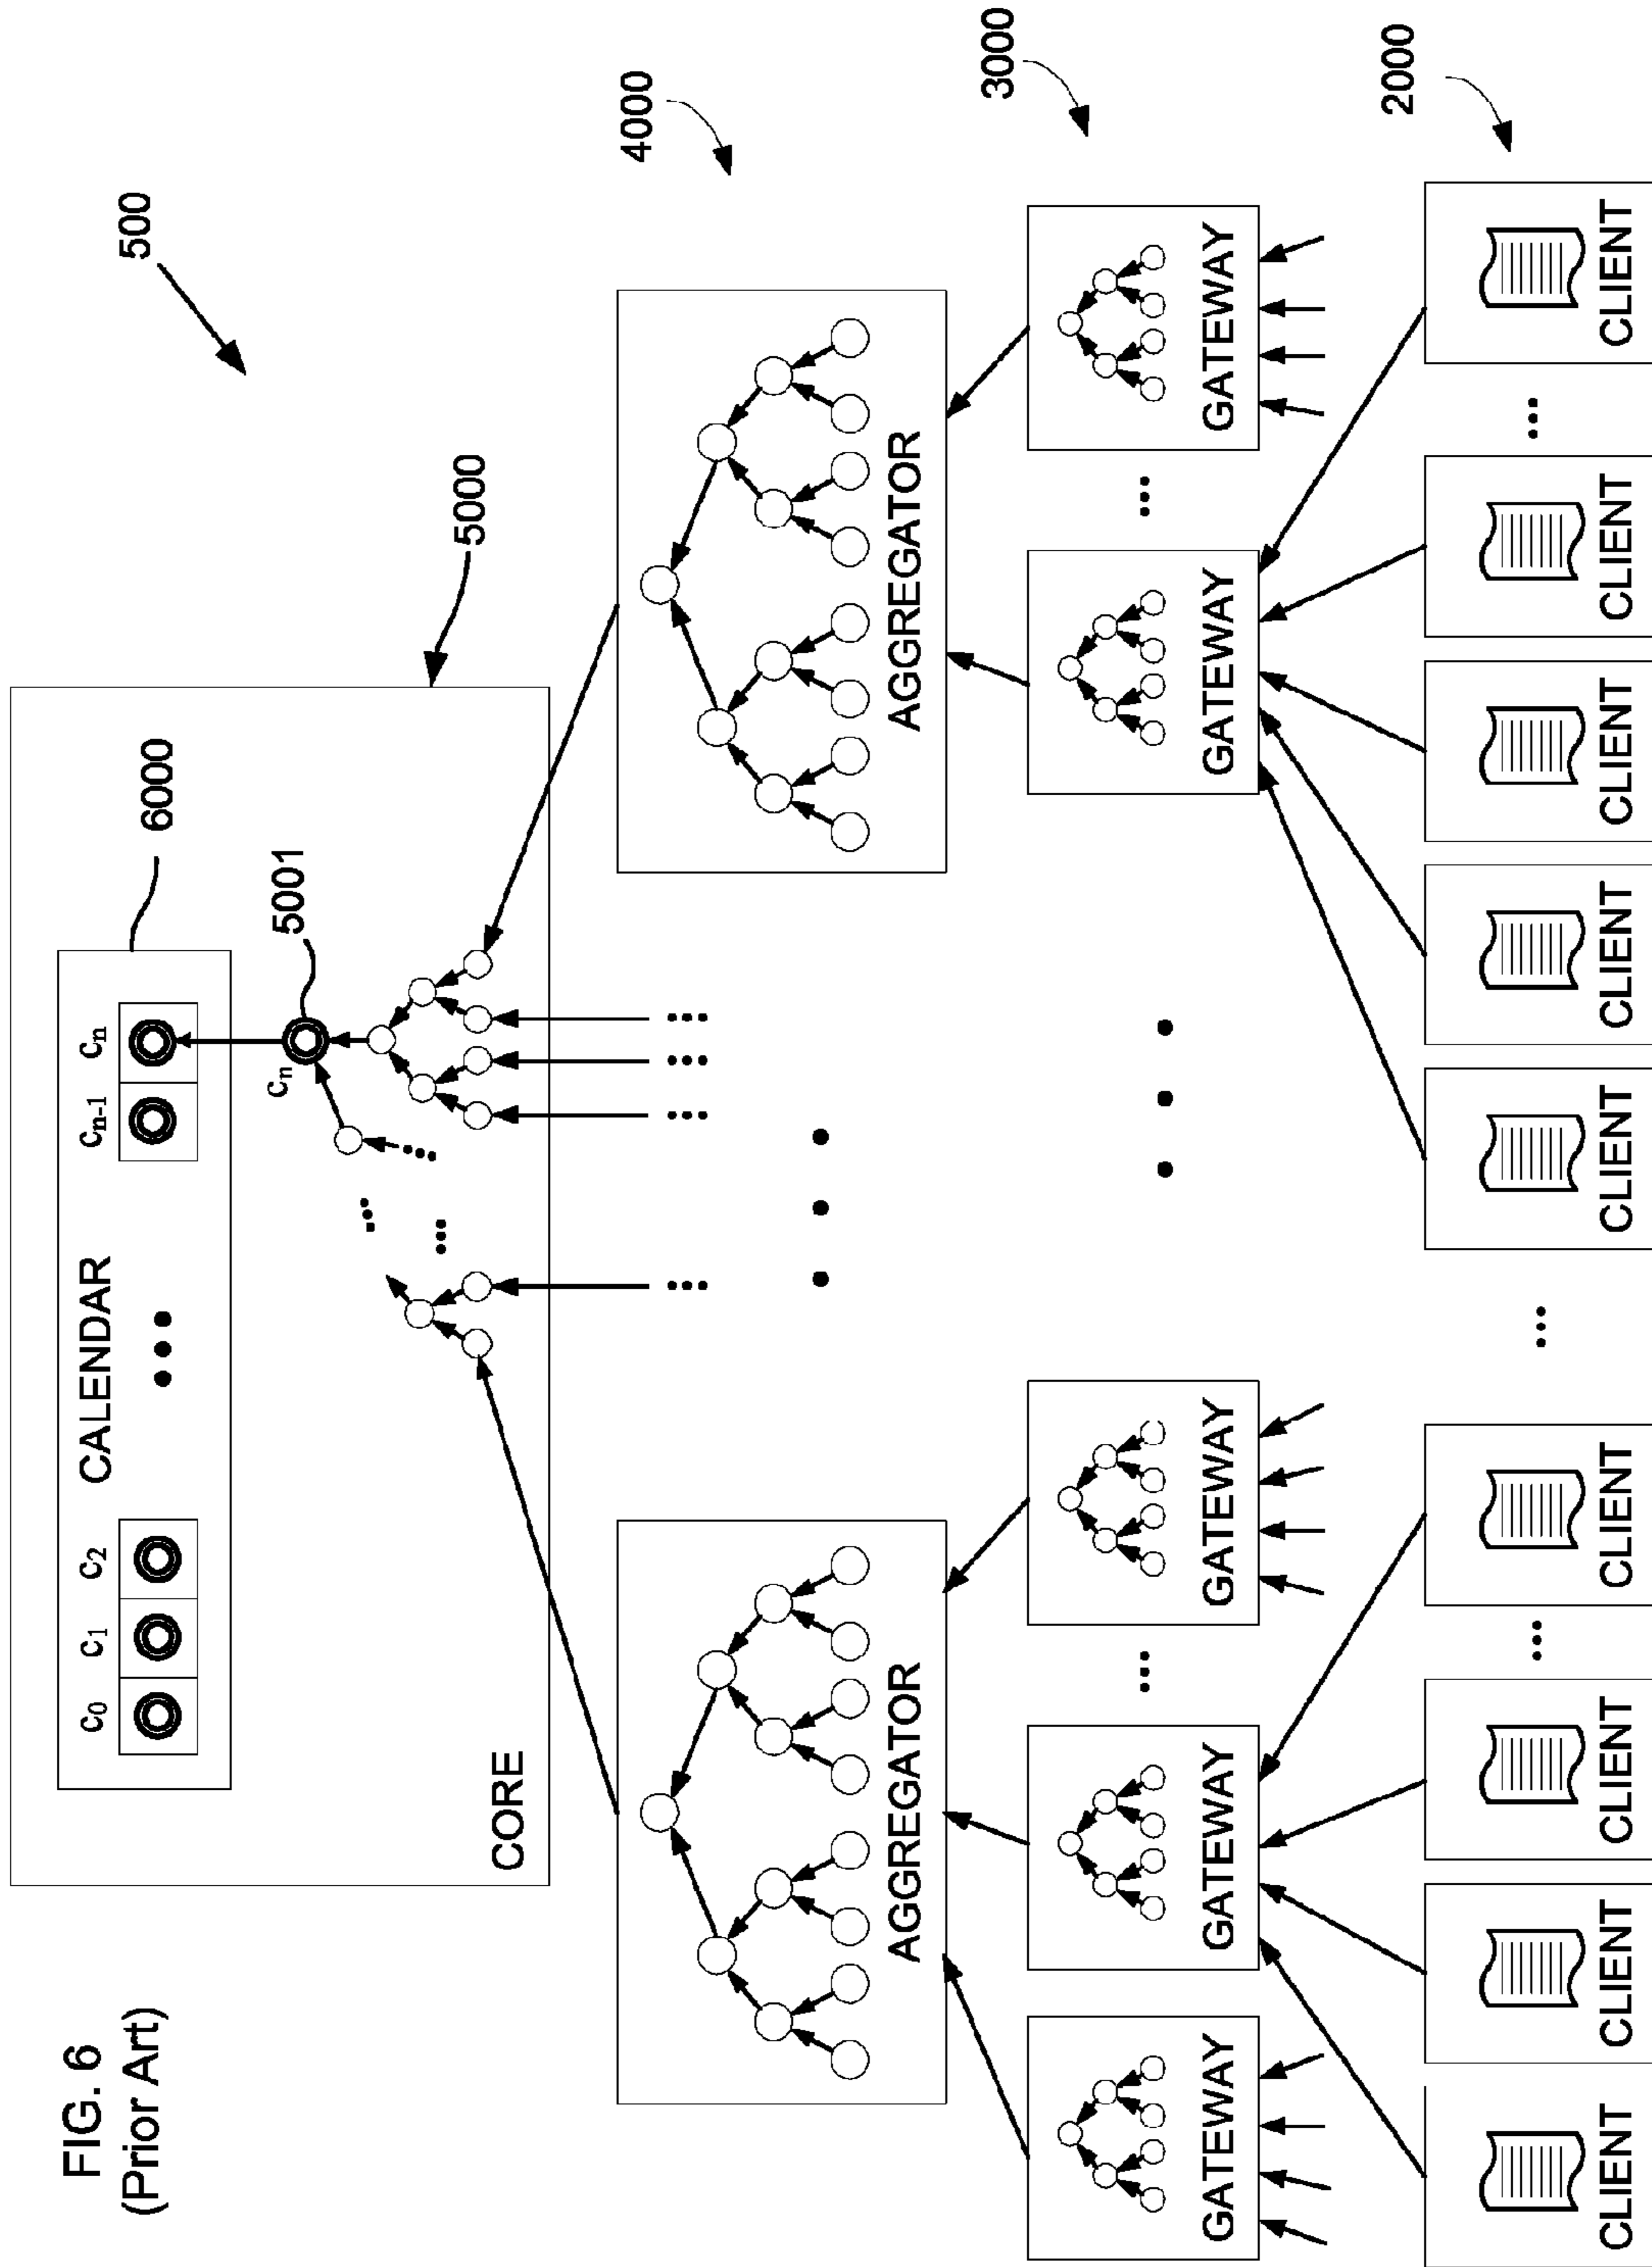 FIG. 6
(Prior Art)
500
CALENDAR
c0 c1 c2 ... cn-1 cn
6000
cn
5001
CORE
5000
4000
AGGREGATOR
...
...
...
...
AGGREGATOR
3000
GATEWAY GATEWAY ... GATEWAY GATEWAY ... GATEWAY
2000
CLIENT CLIENT CLIENT ... CLIENT ... CLIENT CLIENT CLIENT CLIENT ... CLIENT